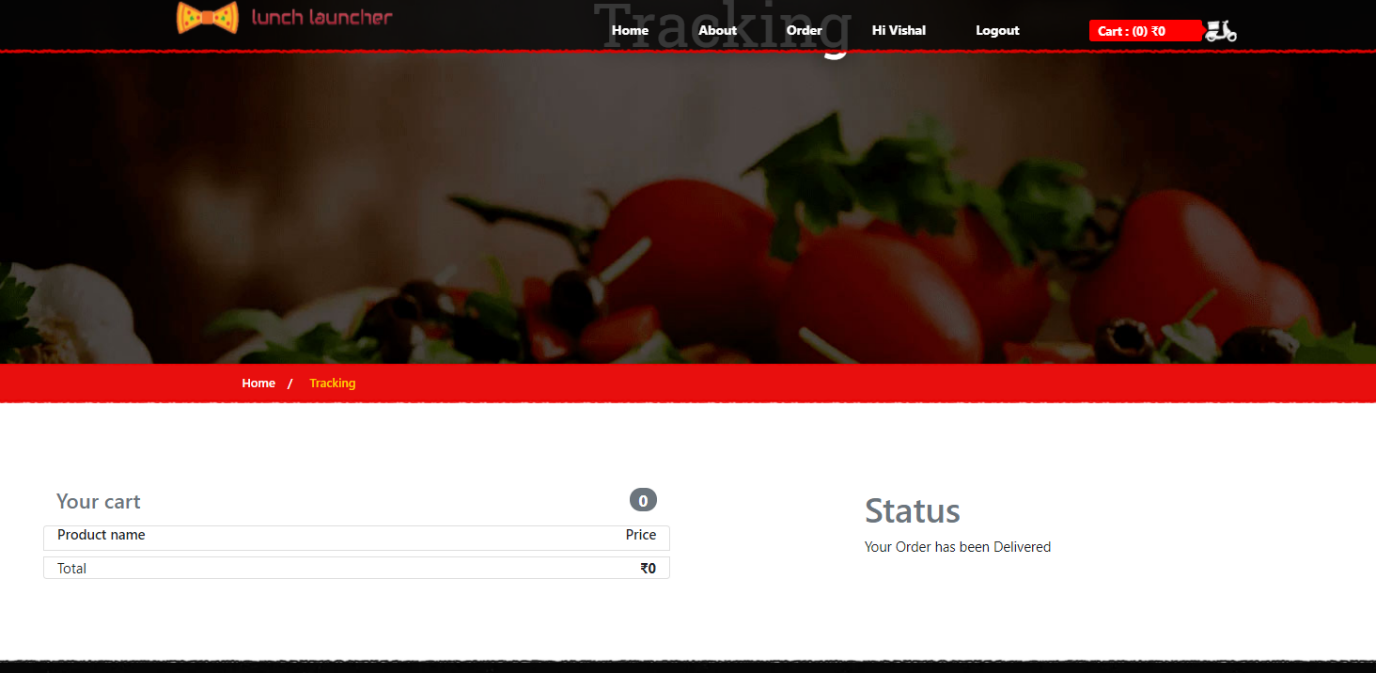 lunch launcher
Tracking
Home About Order Hi Vishal Logout Cart : (0) ₹0
Home / Tracking
Your cart 0
Product name Price
Total ₹0
Status
Your Order has been Delivered